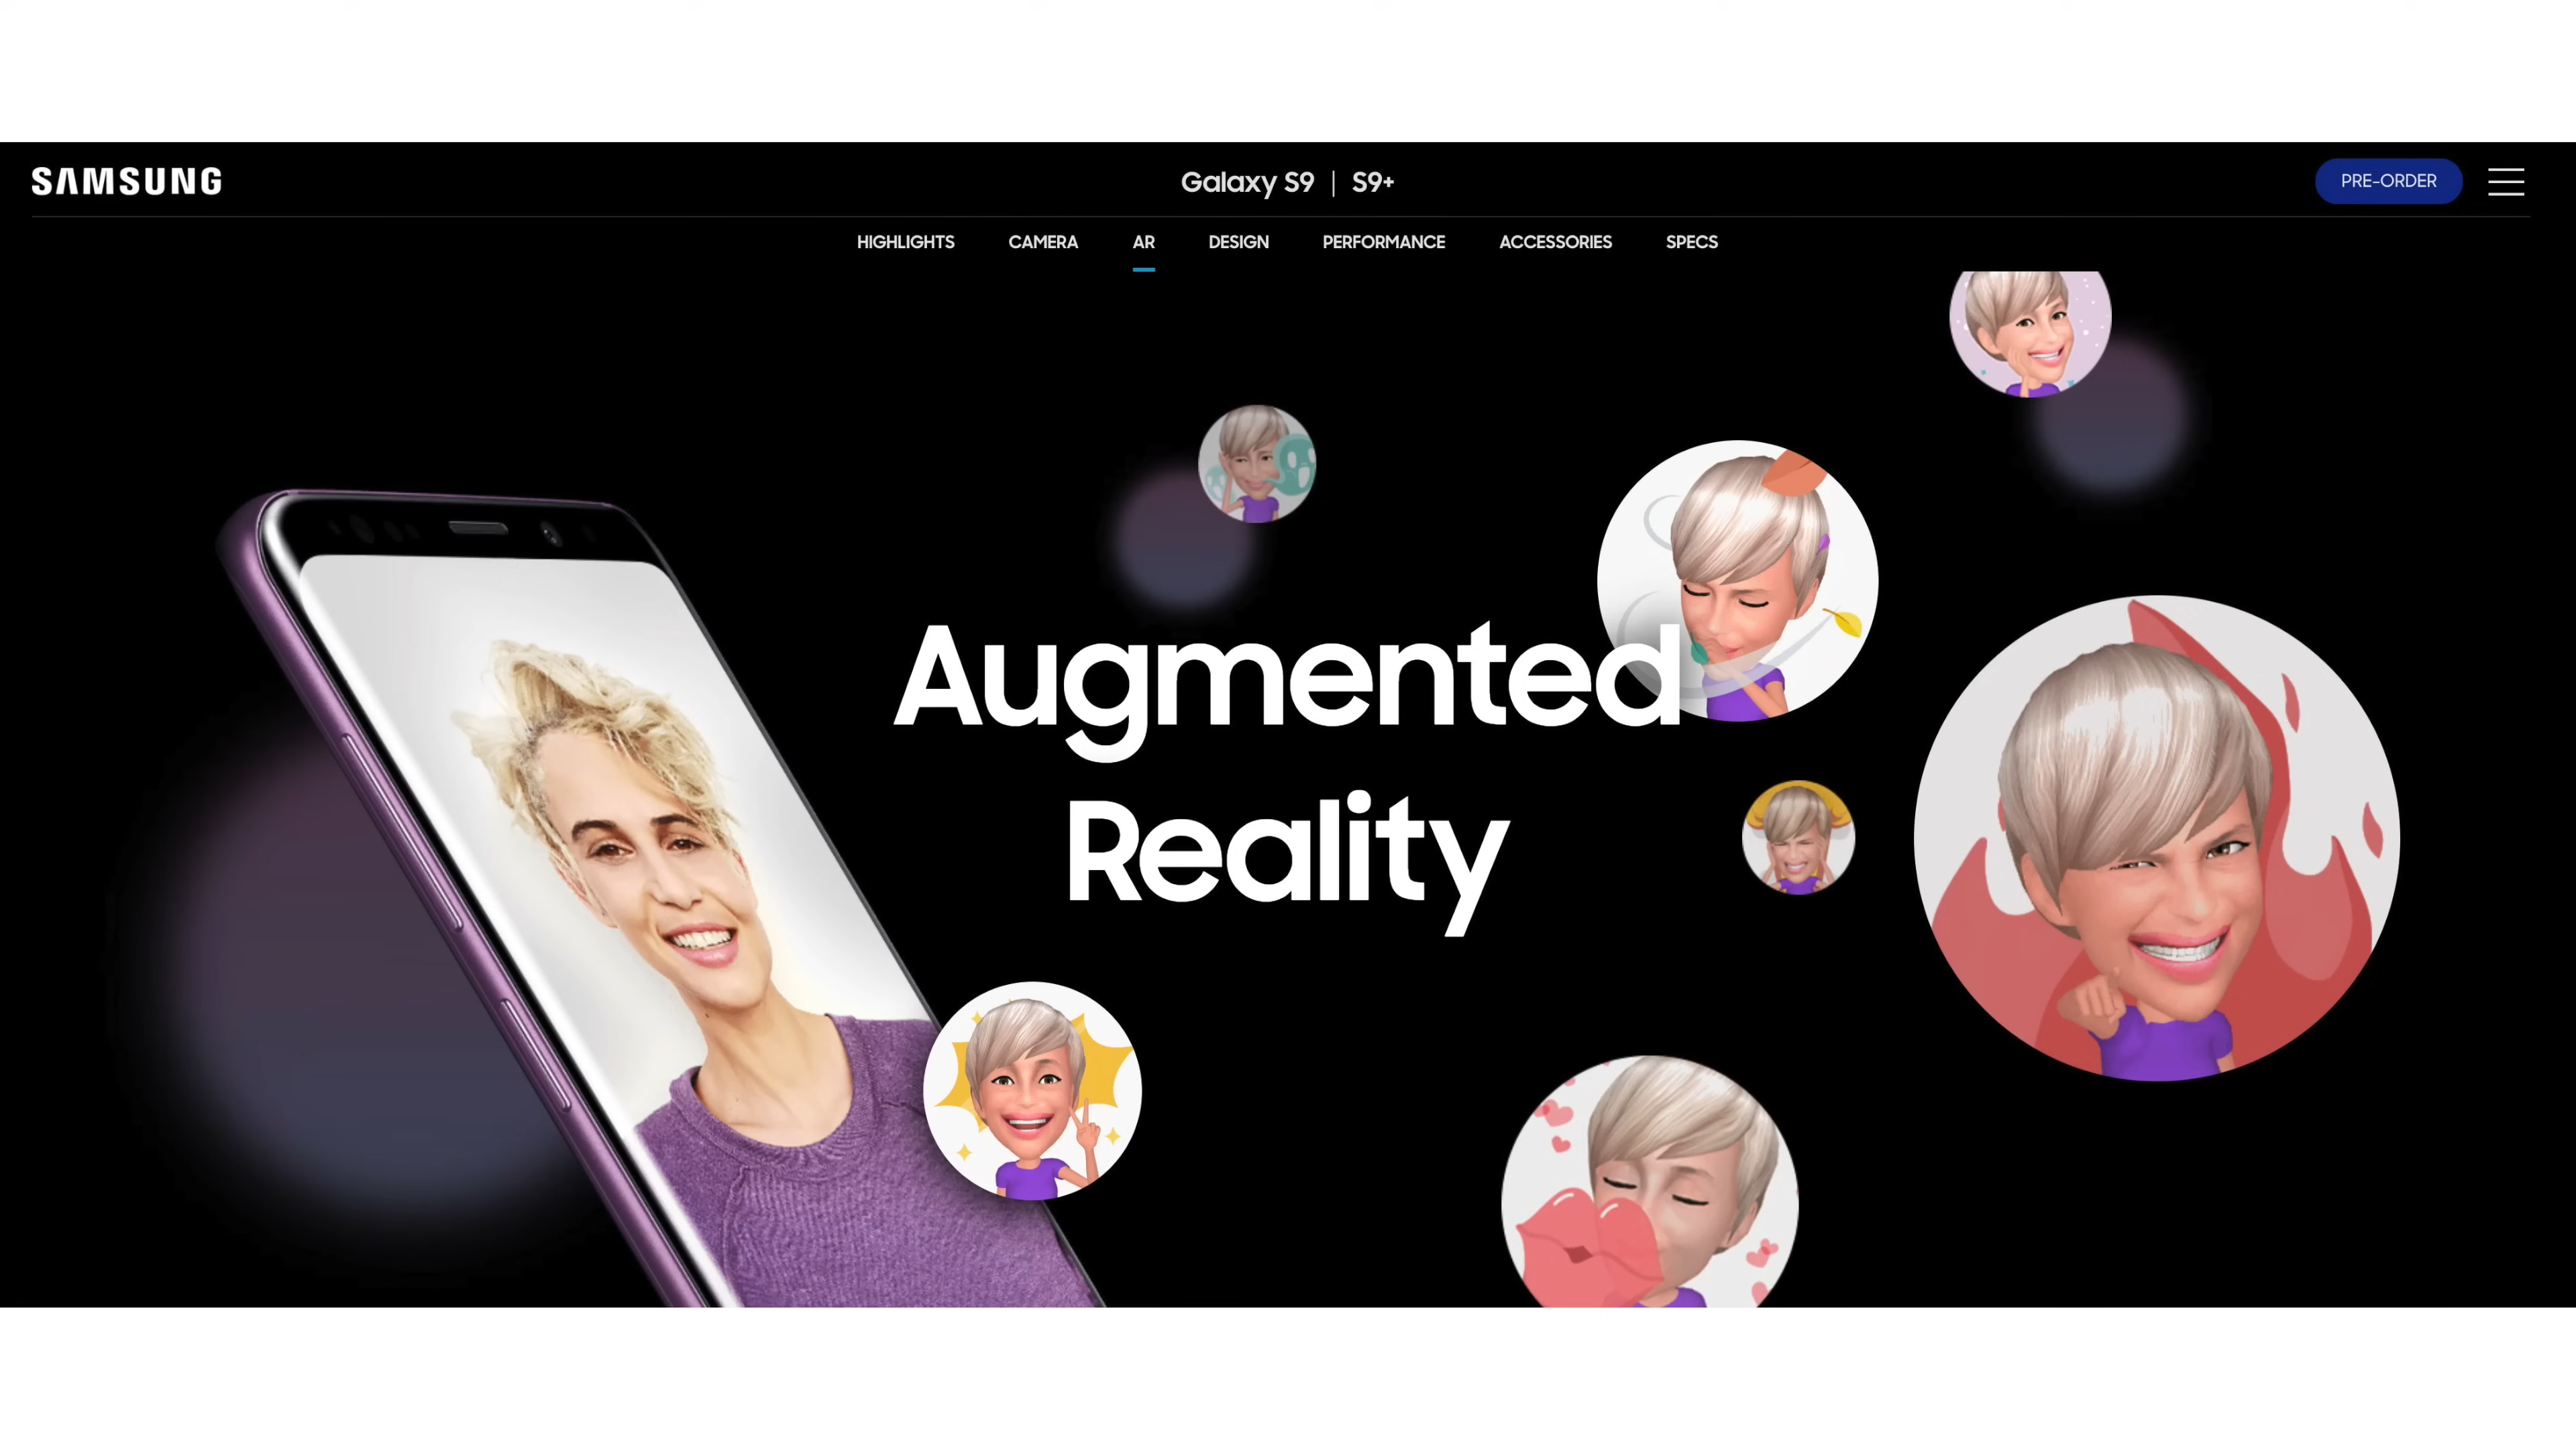 SAMSUNG
Galaxy S9 | S9+
PRE-ORDER
HIGHLIGHTS CAMERA AR DESIGN PERFORMANCE ACCESSORIES SPECS
Augmented
Reality